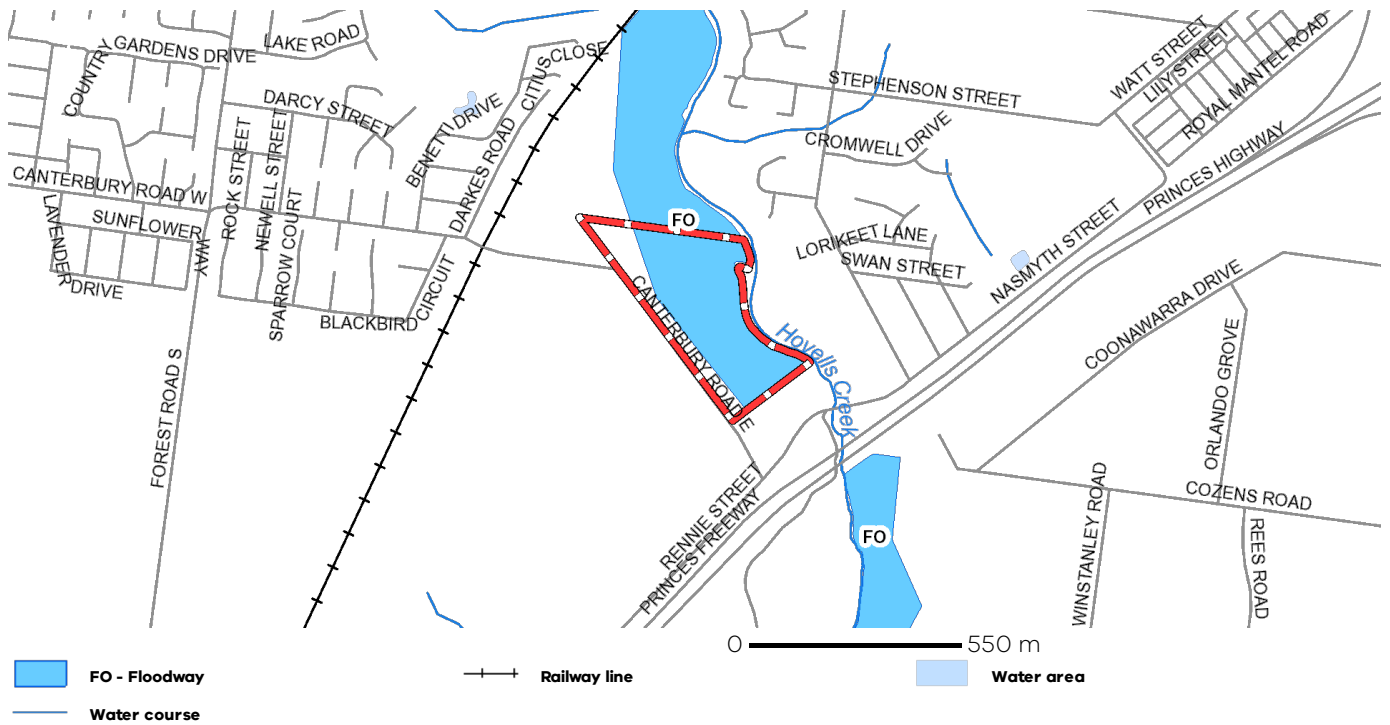 GARDENS DRIVE
LAKE ROAD
COUNTRY
DARCY STREET
BENETI DRIVE
CITIUS CLOSE
DARKES ROAD
STEPHENSON STREET
WATT STREET
LILY STREET
ROYAL MANTEL ROAD
CROMWELL DRIVE
PRINCES HIGHWAY
CANTERBURY ROAD W
ROCK STREET
NEWELL STREET
SPARROW COURT
LAVENDER DRIVE
SUNFLOWER WAY
FO
LORIKEET LANE
SWAN STREET
NASMYTH STREET
BLACKBIRD CIRCUIT
CANTERBURY ROAD E
Hovells Creek
COONAWARRA DRIVE
ORLANDO GROVE
FOREST ROAD S
RENNIE STREET
PRINCES FREEWAY
FO
COZENS ROAD
WINSTANLEY ROAD
REES ROAD
0 550 m
FO - Floodway
Railway line
Water area
Water course